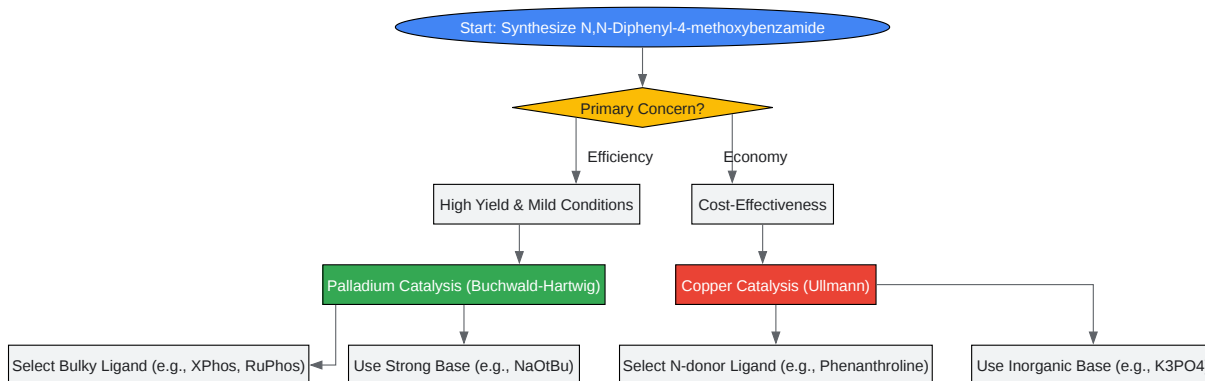 Start: Synthesize N,N-Diphenyl-4-methoxybenzamide
Primary Concern?
Efficiency
Economy
High Yield & Mild Conditions
Cost-Effectiveness
Palladium Catalysis (Buchwald-Hartwig)
Copper Catalysis (Ullmann)
Select Bulky Ligand (e.g., XPhos, RuPhos)
Use Strong Base (e.g., NaOtBu)
Select N-donor Ligand (e.g., Phenanthroline)
Use Inorganic Base (e.g., K3PO4